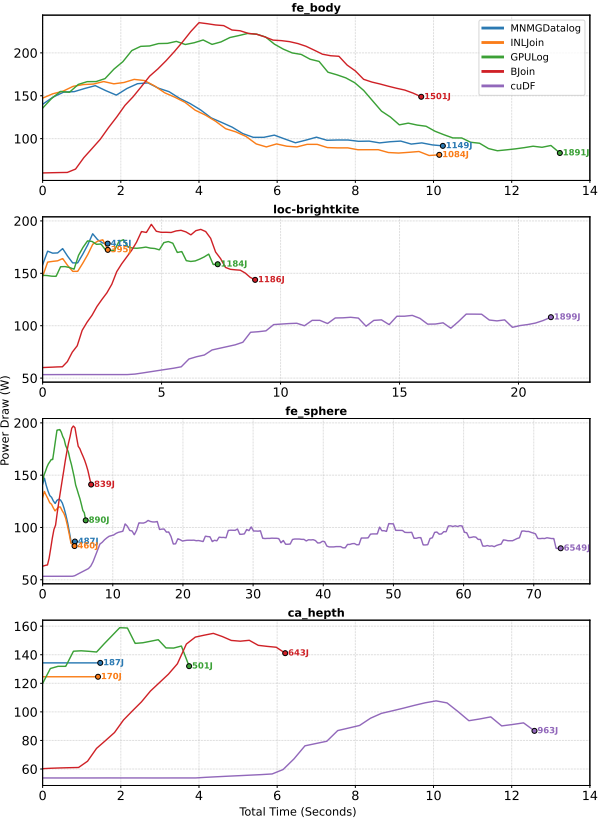 fe_body
MNMGDatalog
INLJoin
GPULog
BJoin
cuDF
200
150
100
1501J
1149J
1084J
1891J
0 2 4 6 8 10 12 14
loc-brightkite
200
150
100
50
415J
395J
1184J
1186J
1899J
0 5 10 15 20
Power Draw (W)
fe_sphere
200
150
100
50
839J
890J
487J
460J
6549J
0 10 20 30 40 50 60 70
ca_hepth
160
140
120
100
80
60
187J
170J
501J
643J
963J
0 2 4 6 8 10 12 14
Total Time (Seconds)